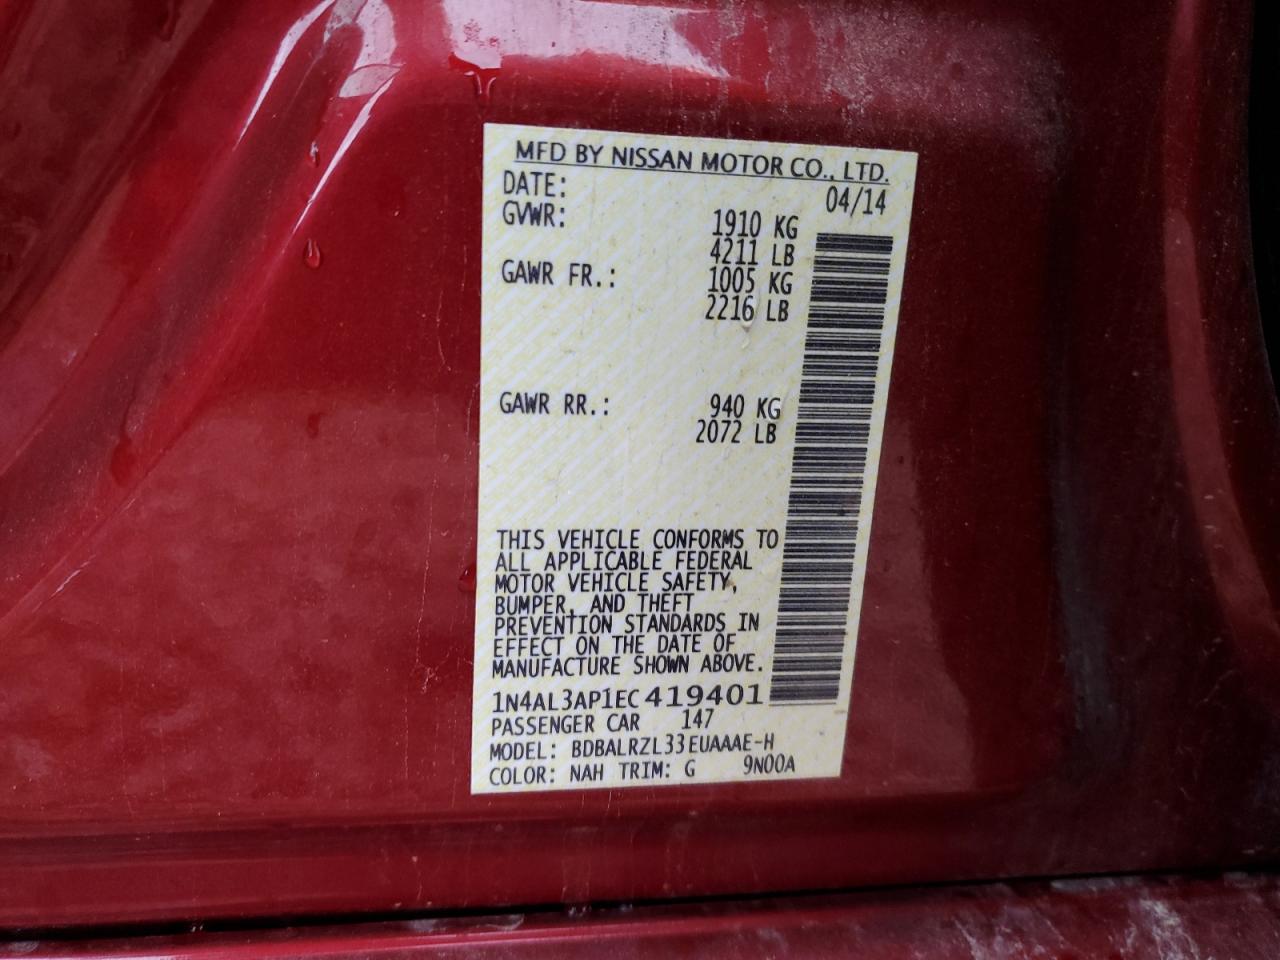 MFD BY NISSAN MOTOR CO., LTD.
DATE: 04/14
GVWR: 1910 KG
4211 LB
GAWR FR.: 1005 KG
2216 LB
GAWR RR.: 940 KG
2072 LB
THIS VEHICLE CONFORMS TO
ALL APPLICABLE FEDERAL
MOTOR VEHICLE SAFETY,
BUMPER, AND THEFT
PREVENTION STANDARDS IN
EFFECT ON THE DATE OF
MANUFACTURE SHOWN ABOVE.
1N4AL3AP1EC419401
PASSENGER CAR 147
MODEL: BDBALRZL33EUAAAE-H
COLOR: NAH TRIM: G 9N00A